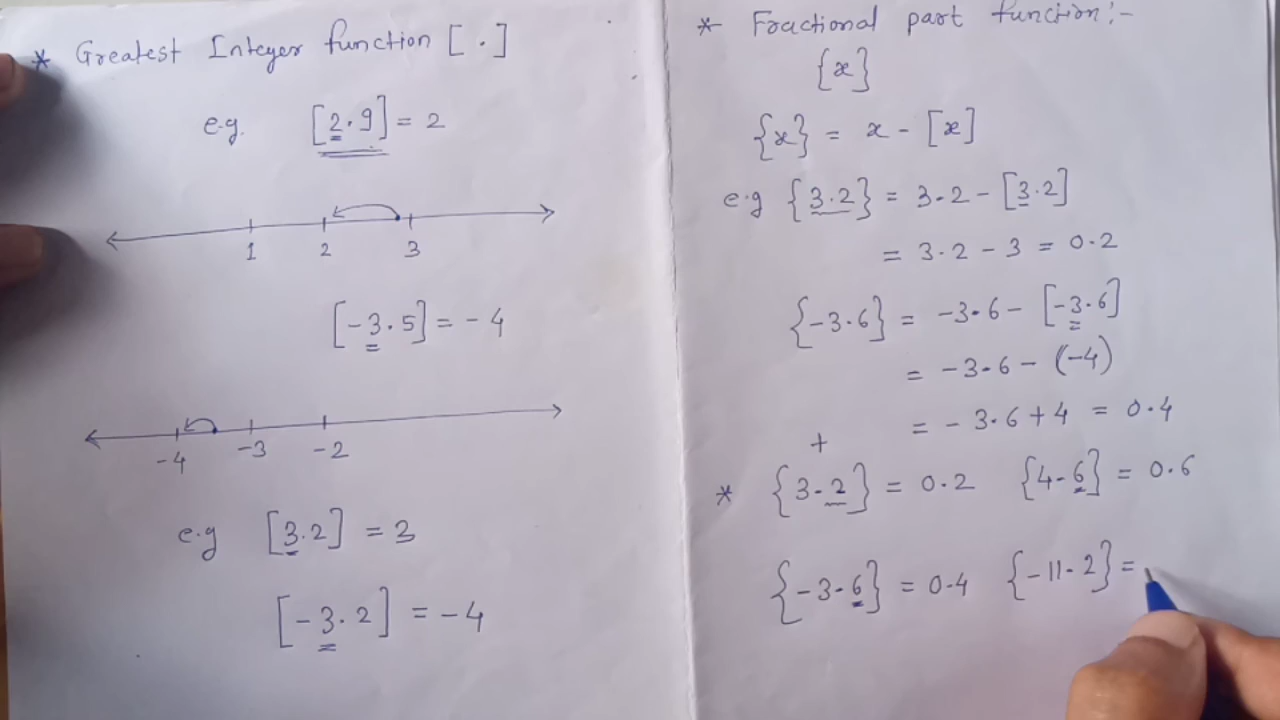 * Greatest Integer function [ . ]
e.g. [2.9] = 2
1 2 3
[-3.5] = -4
-4 -3 -2
e.g [3.2] = 3
[-3.2] = -4
* Fractional part function:-
{x}
{x} = x - [x]
e.g {3.2} = 3.2 - [3.2]
= 3.2 - 3 = 0.2
{-3.6} = -3.6 - [-3.6]
= -3.6 - (-4)
= -3.6 + 4 = 0.4
+
* {3.2} = 0.2 {4.6} = 0.6
{-3.6} = 0.4 {-11.2} =